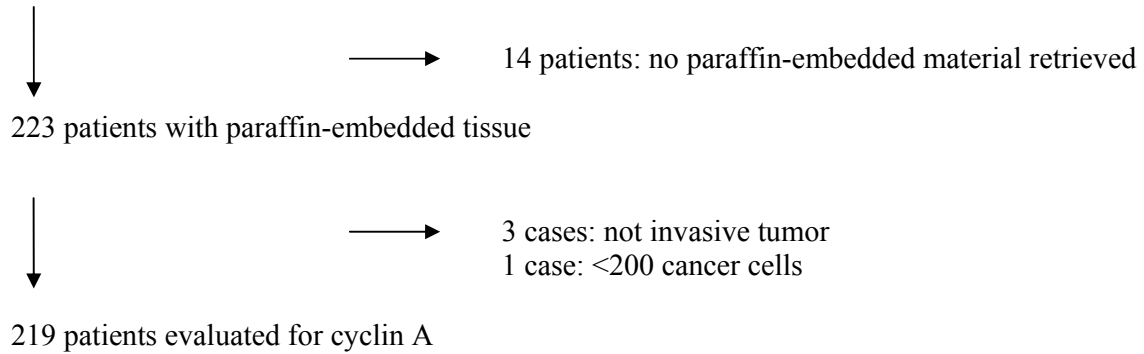 14 patients: no paraffin-embedded material retrieved
223 patients with paraffin-embedded tissue
3 cases: not invasive tumor
1 case: <200 cancer cells
219 patients evaluated for cyclin A